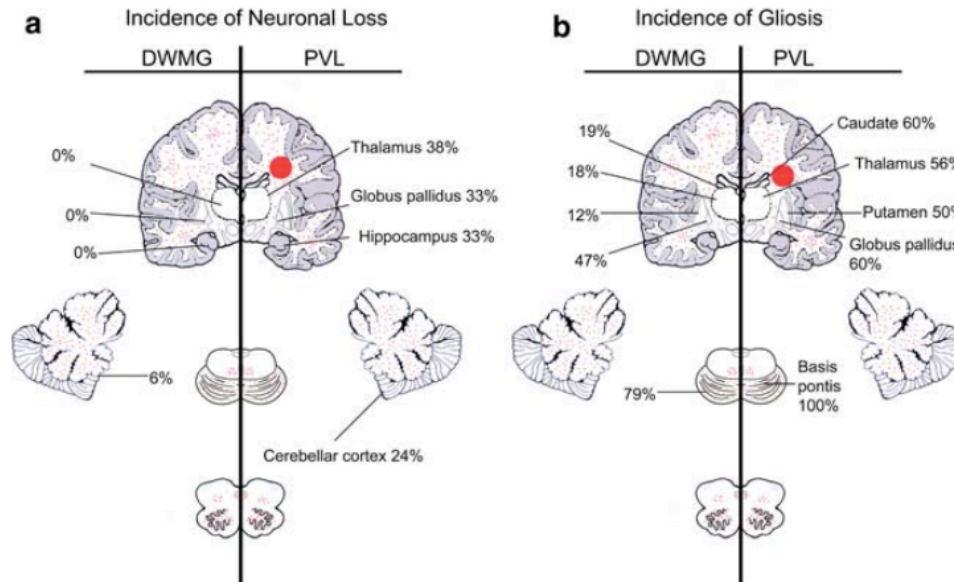 a
Incidence of Neuronal Loss
DWMG
PVL
0%
0%
0%
Thalamus 38%
Globus pallidus 33%
Hippocampus 33%
6%
Cerebellar cortex 24%
b
Incidence of Gliosis
DWMG
PVL
19%
18%
12%
47%
Caudate 60%
Thalamus 56%
Putamen 50%
Globus pallidus
60%
79%
Basis
pontis
100%